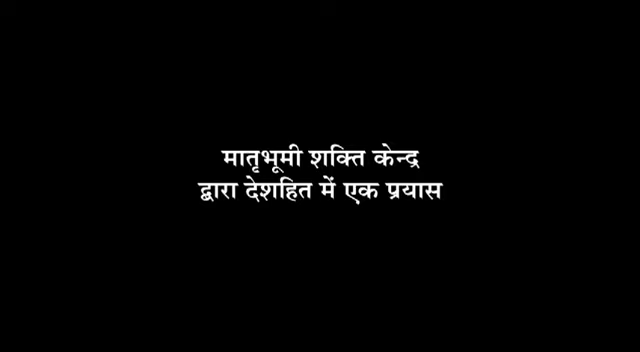 मातृभूमी शक्ति केन्द्र
द्वारा देशहित में एक प्रयास